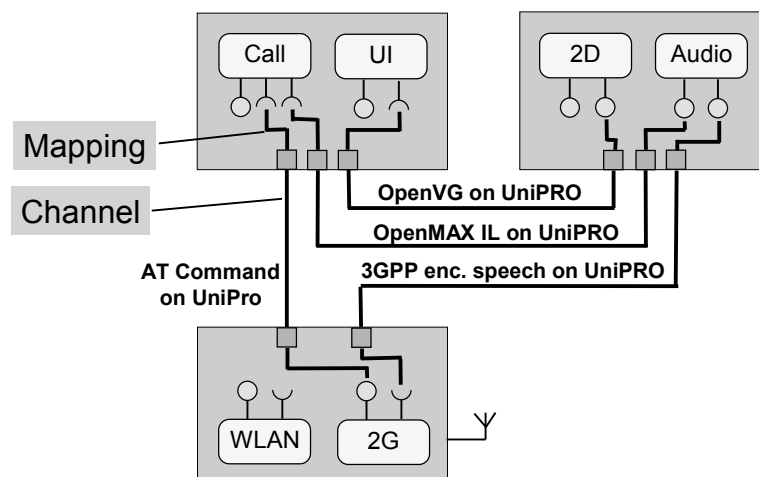 Call
UI
2D
Audio
Mapping
Channel
OpenVG on UniPRO
OpenMAX IL on UniPRO
AT Command
on UniPro
3GPP enc. speech on UniPRO
WLAN
2G